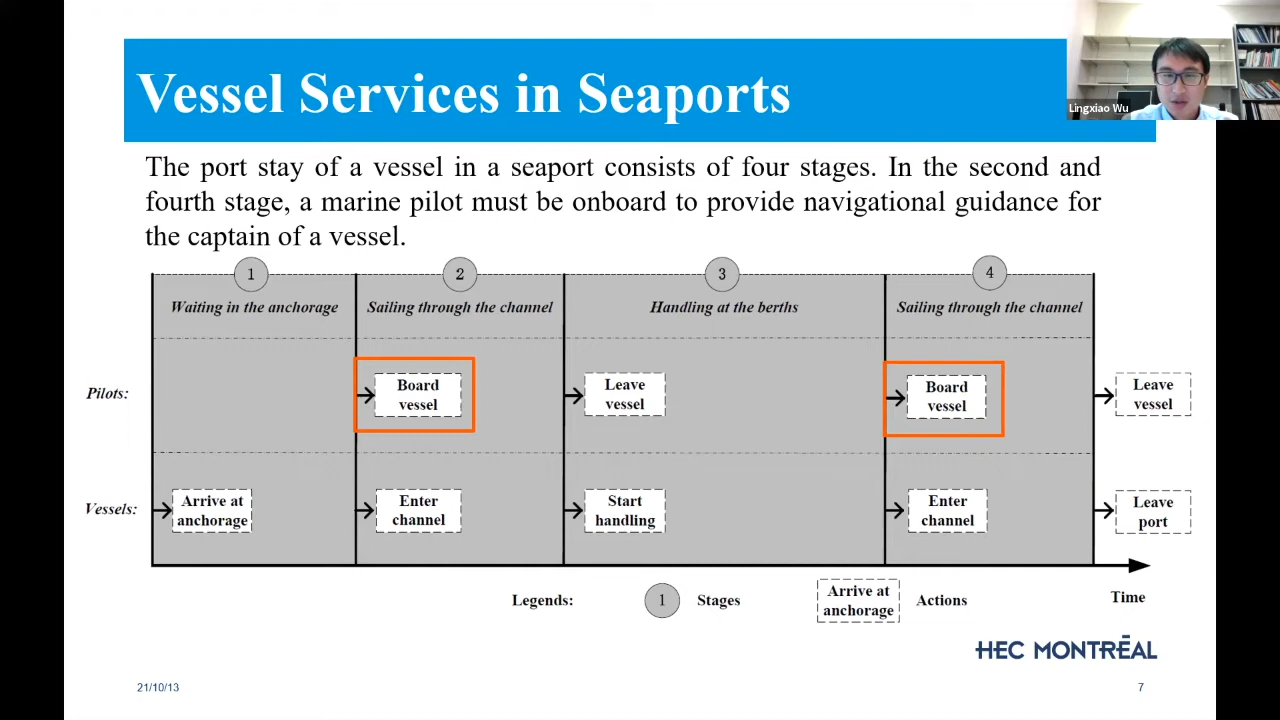 Vessel Services in Seaports
Lingxiao Wu
The port stay of a vessel in a seaport consists of four stages. In the second and
fourth stage, a marine pilot must be onboard to provide navigational guidance for
the captain of a vessel.
1
2
3
4
Waiting in the anchorage
Sailing through the channel
Handling at the berths
Sailing through the channel
Pilots:
Board
vessel
Leave
vessel
Board
vessel
Leave
vessel
Vessels:
Arrive at
anchorage
Enter
channel
Start
handling
Enter
channel
Leave
port
Legends:
1
Stages
Arrive at
anchorage
Actions
Time
HEC MONTRĒAL
21/10/13
7